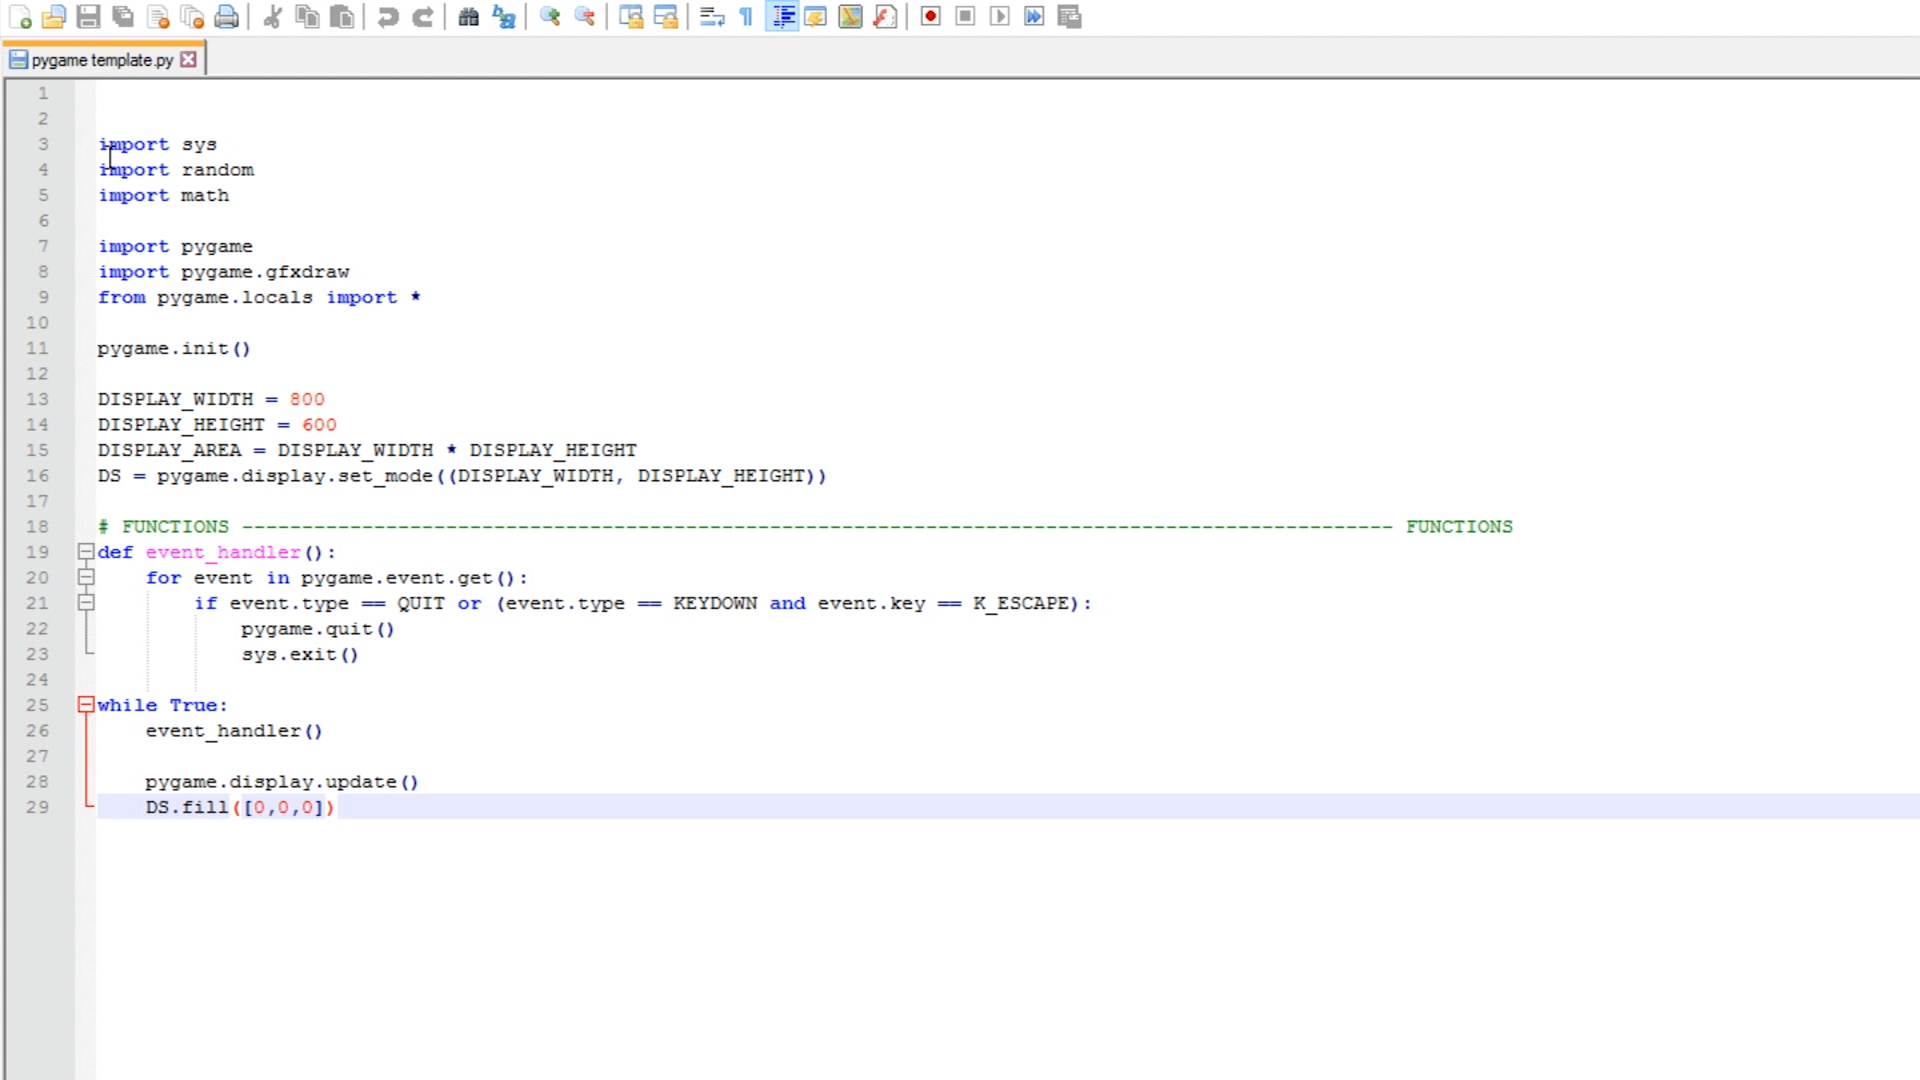 pygame template.py
1
2
3 import sys
4 import random
5 import math
6
7 import pygame
8 import pygame.gfxdraw
9 from pygame.locals import *
10
11 pygame.init()
12
13 DISPLAY_WIDTH = 800
14 DISPLAY_HEIGHT = 600
15 DISPLAY_AREA = DISPLAY_WIDTH * DISPLAY_HEIGHT
16 DS = pygame.display.set_mode((DISPLAY_WIDTH, DISPLAY_HEIGHT))
17
18 # FUNCTIONS ------------------------------------------------------------------------------------------------ FUNCTIONS
19 def event_handler():
20     for event in pygame.event.get():
21         if event.type == QUIT or (event.type == KEYDOWN and event.key == K_ESCAPE):
22             pygame.quit()
23             sys.exit()
24
25 while True:
26     event_handler()
27
28     pygame.display.update()
29     DS.fill([0,0,0])